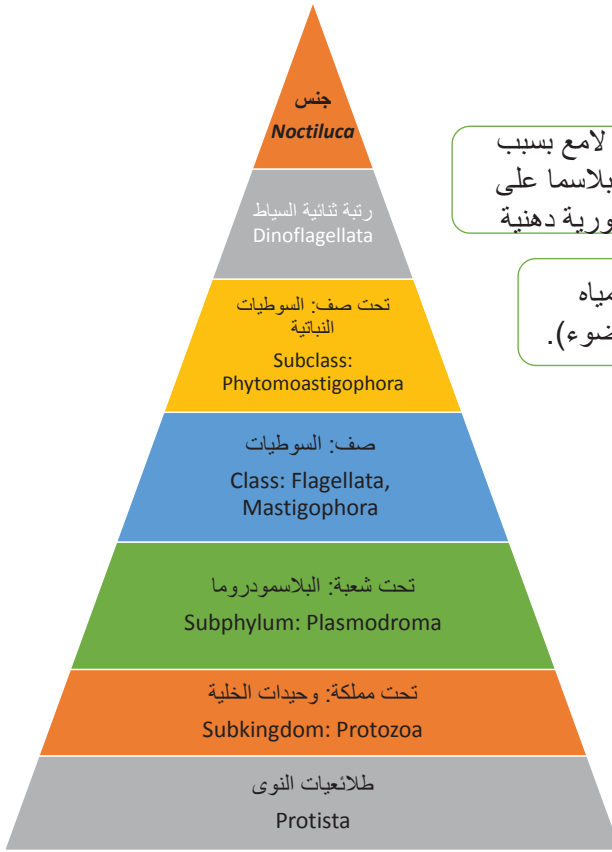 جنس
Noctiluca
رتبة ثنائية السياط
Dinoflagellata
تحت صف: السوطيات
النباتية
Subclass:
Phytomoastigophora
صف: السوطيات
Class: Flagellata,
Mastigophora
تحت شعبة: البلاسمودروما
Subphylum: Plasmodroma
تحت مملكة: وحيدات الخلية
Subkingdom: Protozoa
طلائعيات النوى
Protista
لامع بسبب
بلاسما على
ورية دهنية
مياه
ضوء).